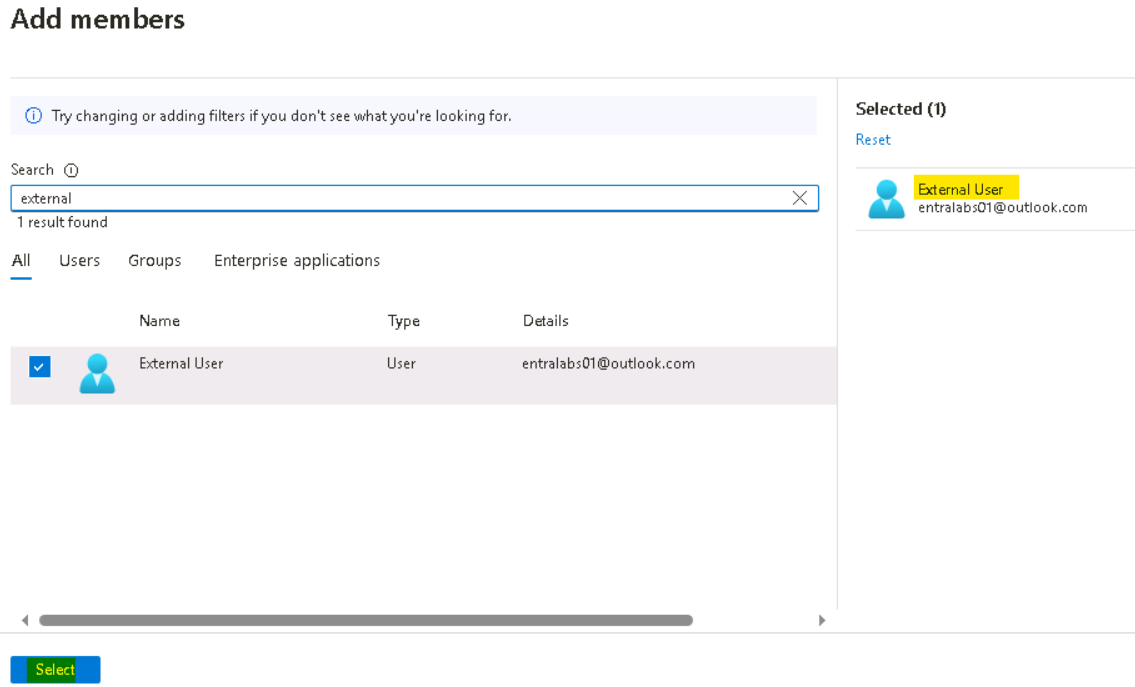 Add members
Try changing or adding filters if you don't see what you're looking for.
Search
external
1 result found
All Users Groups Enterprise applications
Name Type Details
External User User entralabs01@outlook.com
Selected (1)
Reset
External User
entralabs01@outlook.com
Select